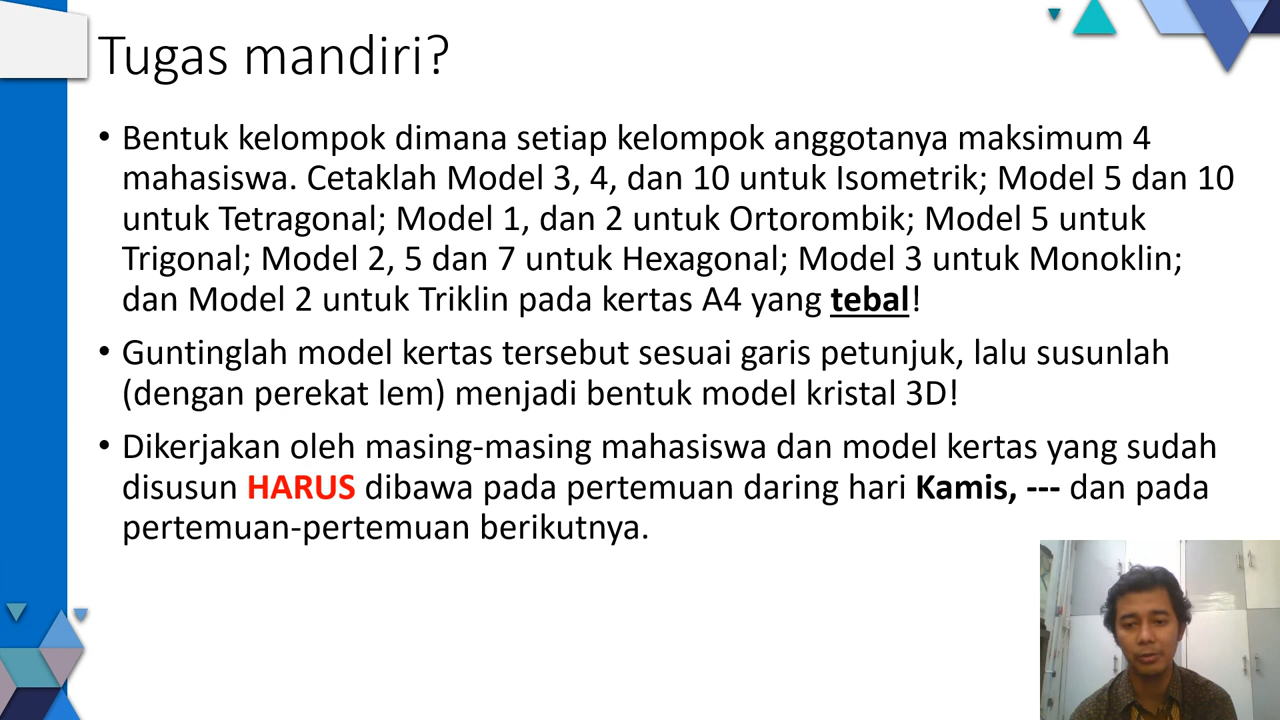 Tugas mandiri?
• Bentuk kelompok dimana setiap kelompok anggotanya maksimum 4
mahasiswa. Cetaklah Model 3, 4, dan 10 untuk Isometrik; Model 5 dan 10
untuk Tetragonal; Model 1, dan 2 untuk Ortorombik; Model 5 untuk
Trigonal; Model 2, 5 dan 7 untuk Hexagonal; Model 3 untuk Monoklin;
dan Model 2 untuk Triklin pada kertas A4 yang tebal!
• Guntinglah model kertas tersebut sesuai garis petunjuk, lalu susunlah
(dengan perekat lem) menjadi bentuk model kristal 3D!
• Dikerjakan oleh masing-masing mahasiswa dan model kertas yang sudah
disusun HARUS dibawa pada pertemuan daring hari Kamis, --- dan pada
pertemuan-pertemuan berikutnya.